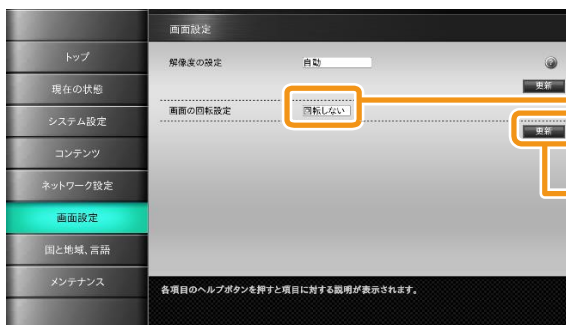 画面設定
トップ
現在の状態
システム設定
コンテンツ
ネットワーク設定
画面設定
国と地域、言語
メンテナンス
解像度の設定 自動
更新
画面の回転設定 回転しない
更新
各項目のヘルプボタンを押すと項目に対する説明が表示されます。